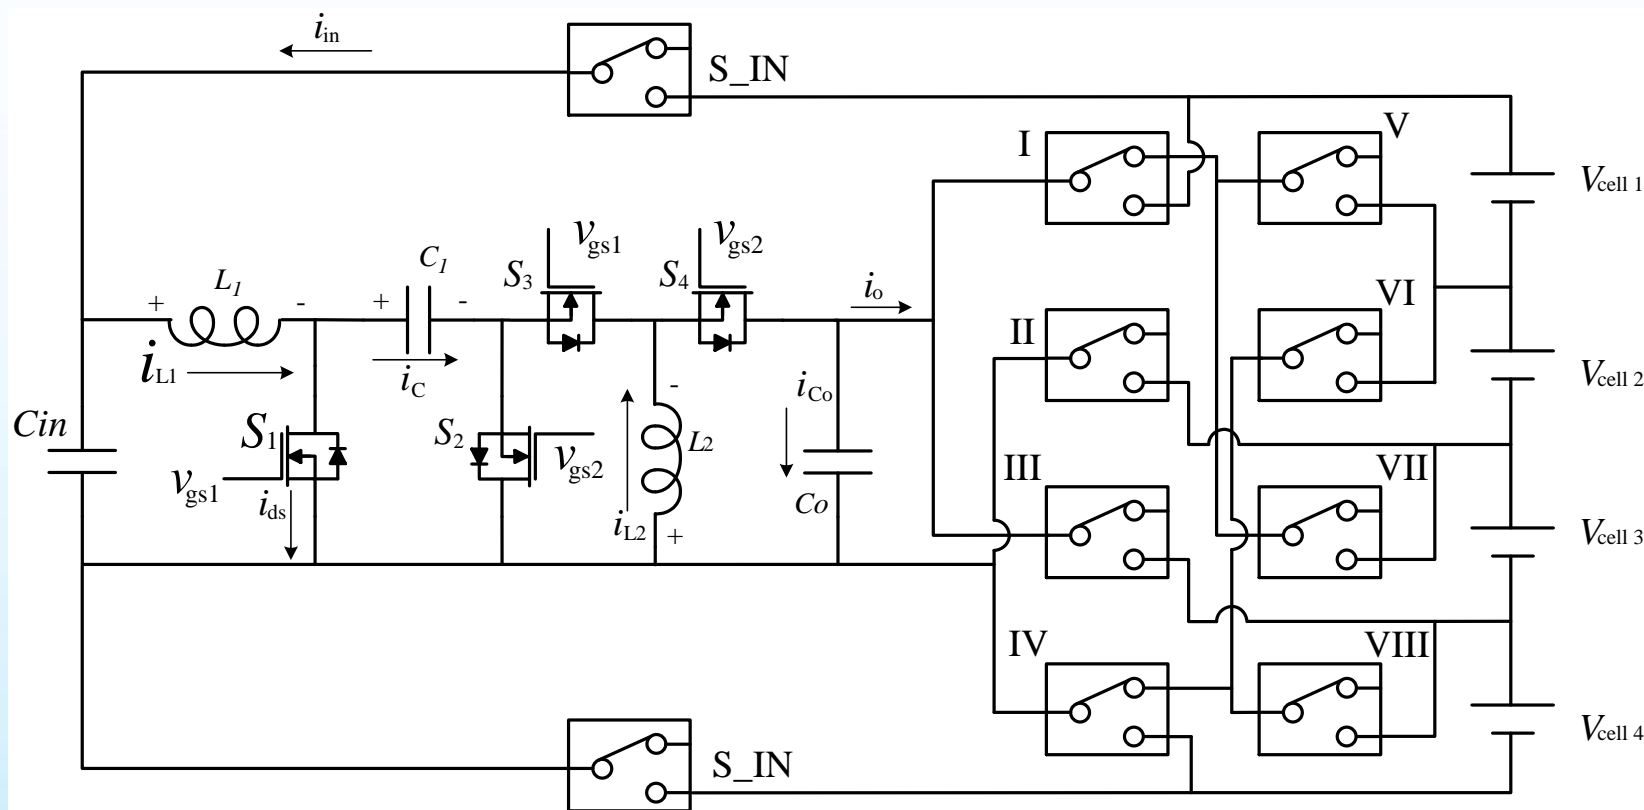 i_in
S_IN
I
V
V_cell 1
v_gs1
v_gs2
C_1
S_3
S_4
i_o
VI
L_1
+ -
+ -
II
i_L1
i_C
V_cell 2
-
i_Co
Cin
S_1
S_2
L_2
v_gs2
III
VII
v_gs1
i_ds
Co
i_L2
+
V_cell 3
IV
VIII
V_cell 4
S_IN